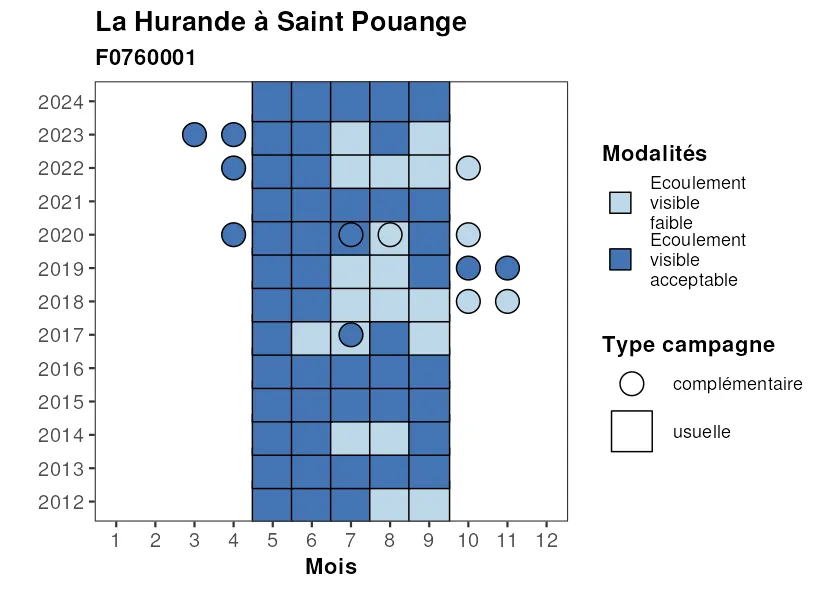 La Hurande à Saint Pouange
F0760001
2024
2023
2022
2021
2020
2019
2018
2017
2016
2015
2014
2013
2012
1 2 3 4 5 6 7 8 9 10 11 12
Mois
Modalités
Ecoulement
visible
faible
Ecoulement
visible
acceptable
Type campagne
complémentaire
usuelle